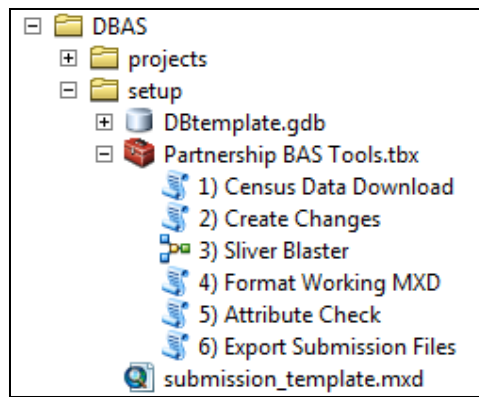 DBAS
projects
setup
DBtemplate.gdb
Partnership BAS Tools.tbx
1) Census Data Download
2) Create Changes
3) Sliver Blaster
4) Format Working MXD
5) Attribute Check
6) Export Submission Files
submission_template.mxd